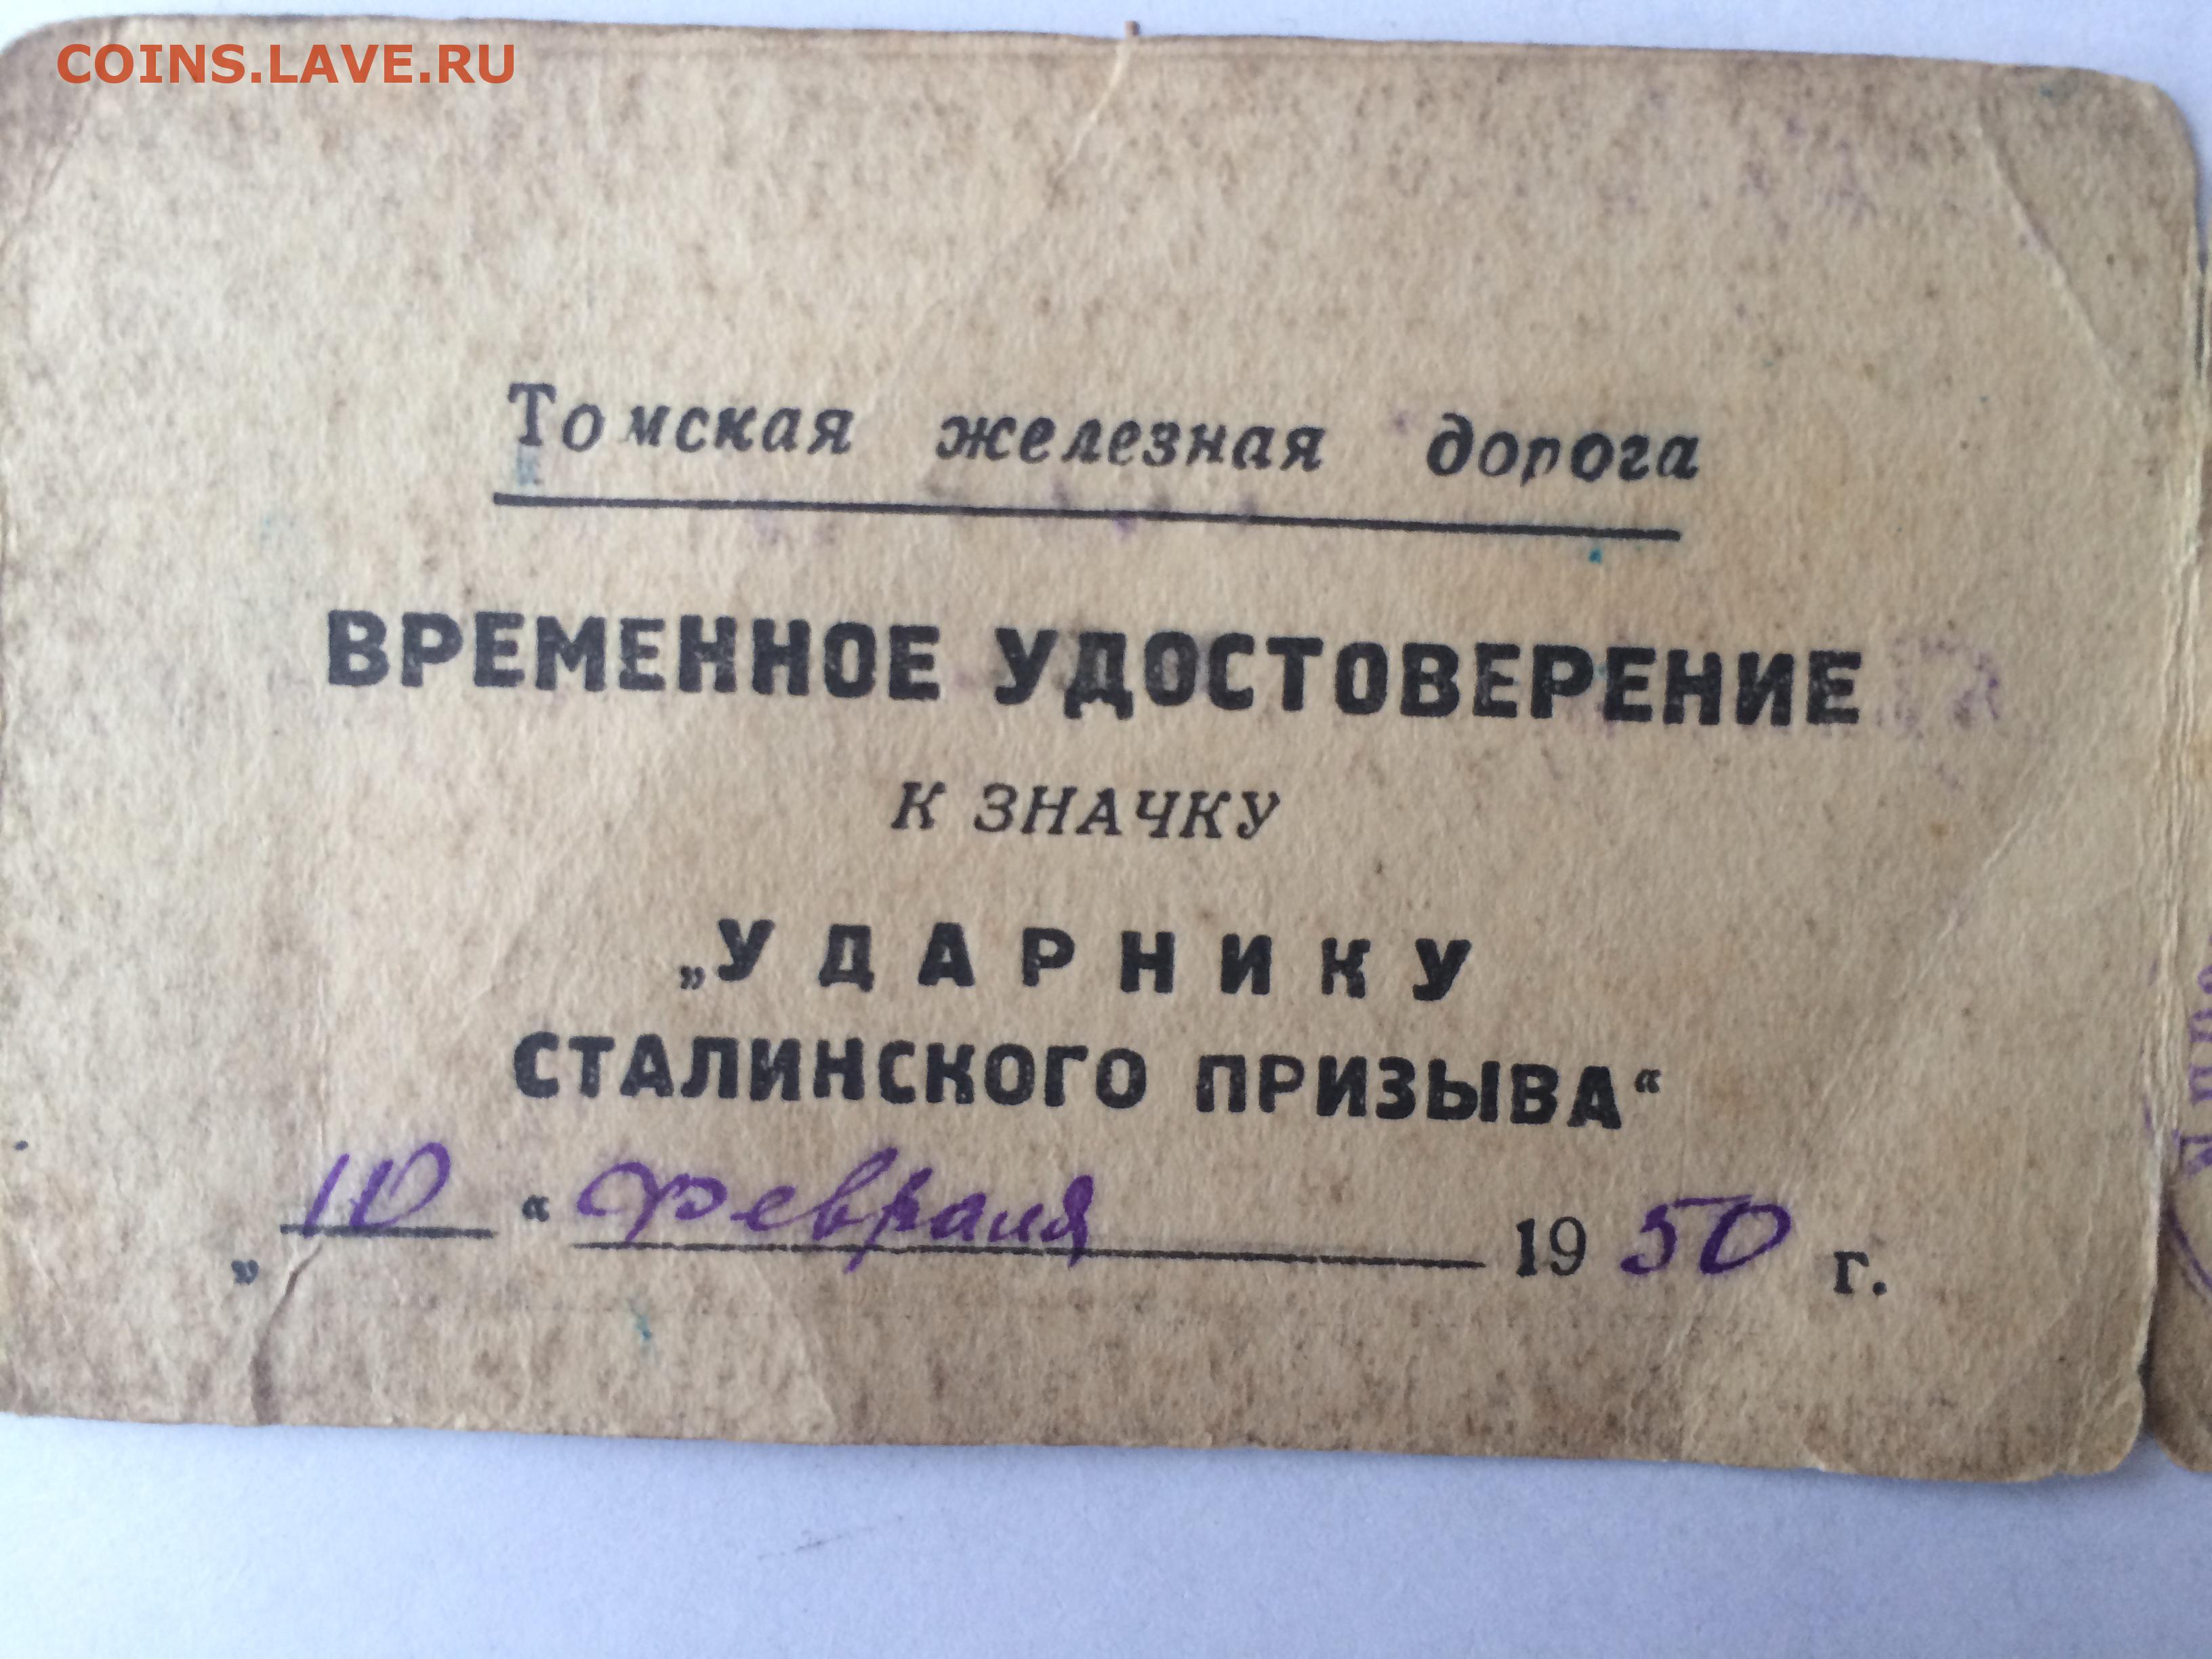 COINS.LAVE.RU
Томская железная дорога
ВРЕМЕННОЕ УДОСТОВЕРЕНИЕ
К ЗНАЧКУ
„УДАРНИКУ
СТАЛИНСКОГО ПРИЗЫВА“
„10“ февраля 1950 г.